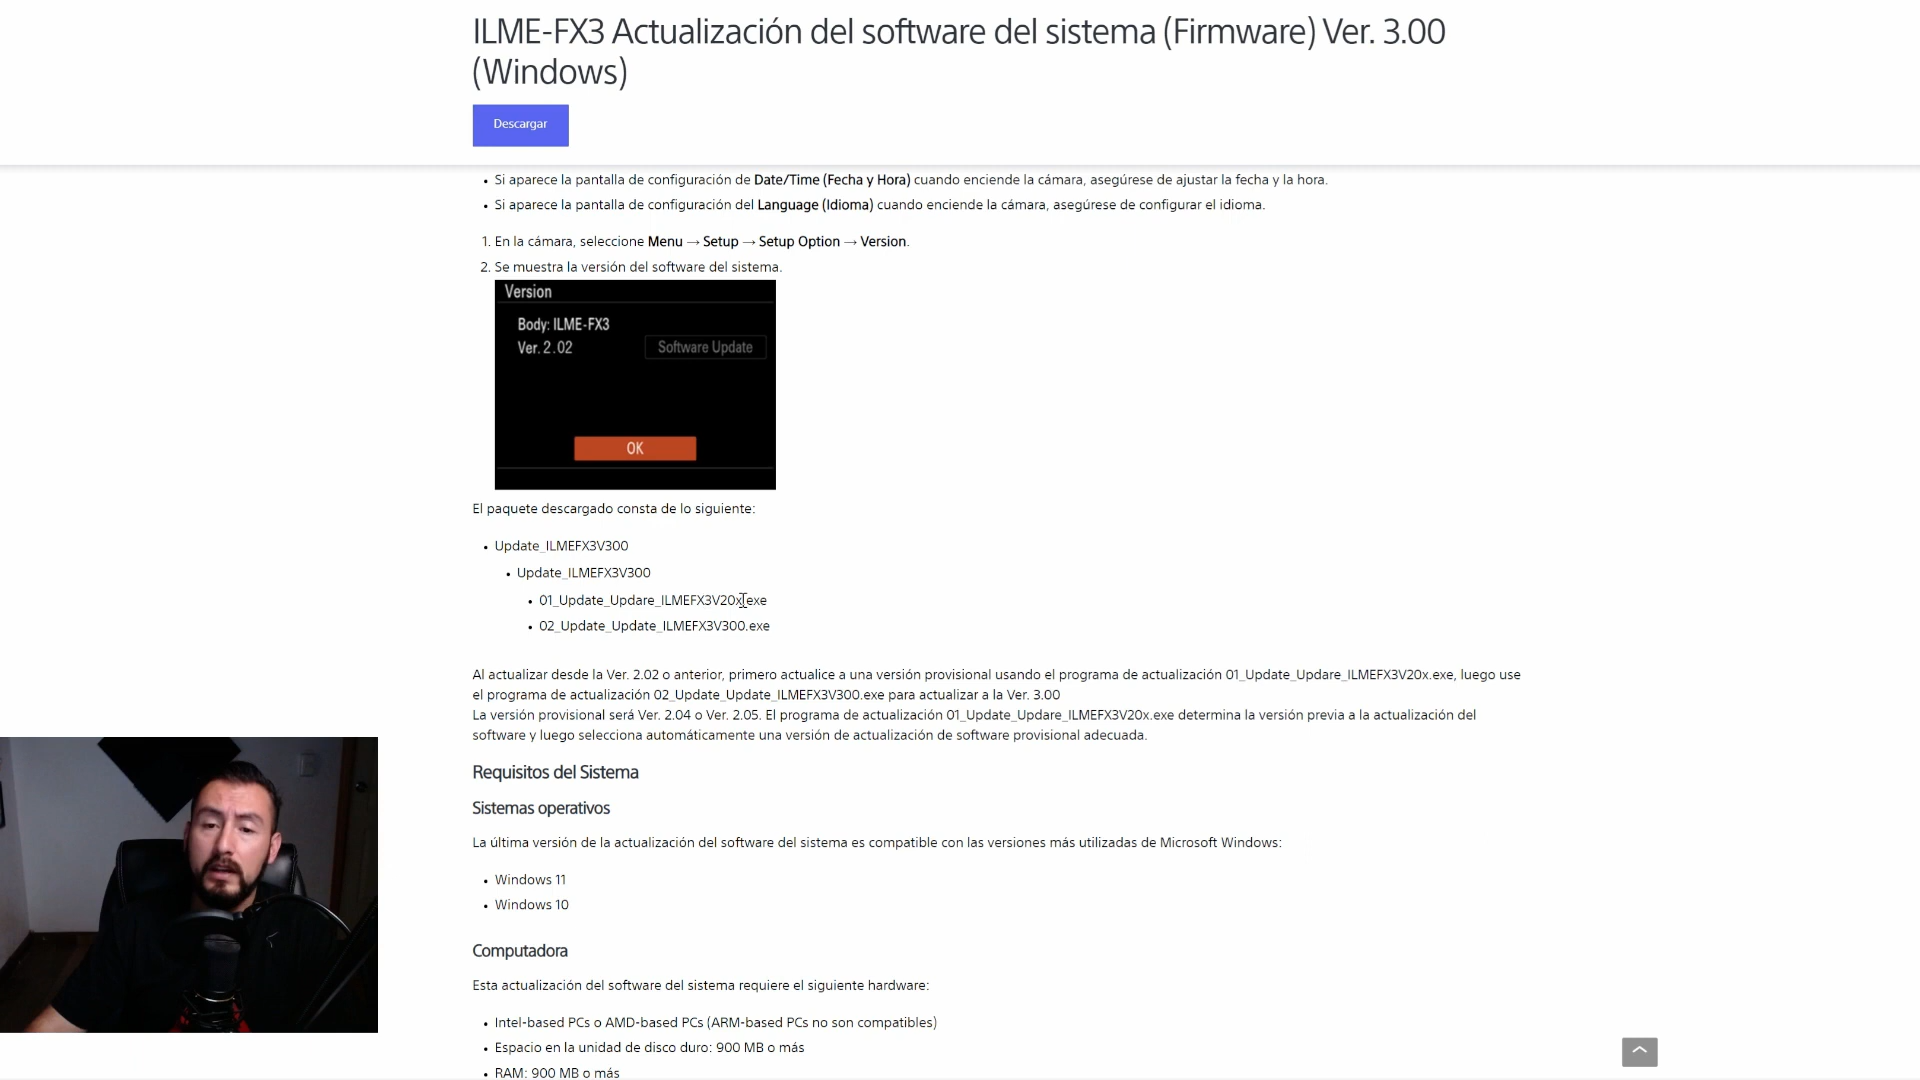 ILME-FX3 Actualización del software del sistema (Firmware) Ver. 3.00
(Windows)
Descargar
• Si aparece la pantalla de configuración de Date/Time (Fecha y Hora) cuando enciende la cámara, asegúrese de ajustar la fecha y la hora.
• Si aparece la pantalla de configuración del Language (Idioma) cuando enciende la cámara, asegúrese de configurar el idioma.
1. En la cámara, seleccione Menu → Setup → Setup Option → Version.
2. Se muestra la versión del software del sistema.
Version
Body: ILME-FX3
Ver. 2.02 Software Update
OK
El paquete descargado consta de lo siguiente:
• Update_ILMEFX3V300
• Update_ILMEFX3V300
• 01_Update_Updare_ILMEFX3V20x.exe
• 02_Update_Update_ILMEFX3V300.exe
Al actualizar desde la Ver. 2.02 o anterior, primero actualice a una versión provisional usando el programa de actualización 01_Update_Updare_ILMEFX3V20x.exe, luego use
el programa de actualización 02_Update_Update_ILMEFX3V300.exe para actualizar a la Ver. 3.00
La versión provisional será Ver. 2.04 o Ver. 2.05. El programa de actualización 01_Update_Updare_ILMEFX3V20x.exe determina la versión previa a la actualización del
software y luego selecciona automáticamente una versión de actualización de software provisional adecuada.
Requisitos del Sistema
Sistemas operativos
La última versión de la actualización del software del sistema es compatible con las versiones más utilizadas de Microsoft Windows:
• Windows 11
• Windows 10
Computadora
Esta actualización del software del sistema requiere el siguiente hardware:
• Intel-based PCs o AMD-based PCs (ARM-based PCs no son compatibles)
• Espacio en la unidad de disco duro: 900 MB o más
• RAM: 900 MB o más